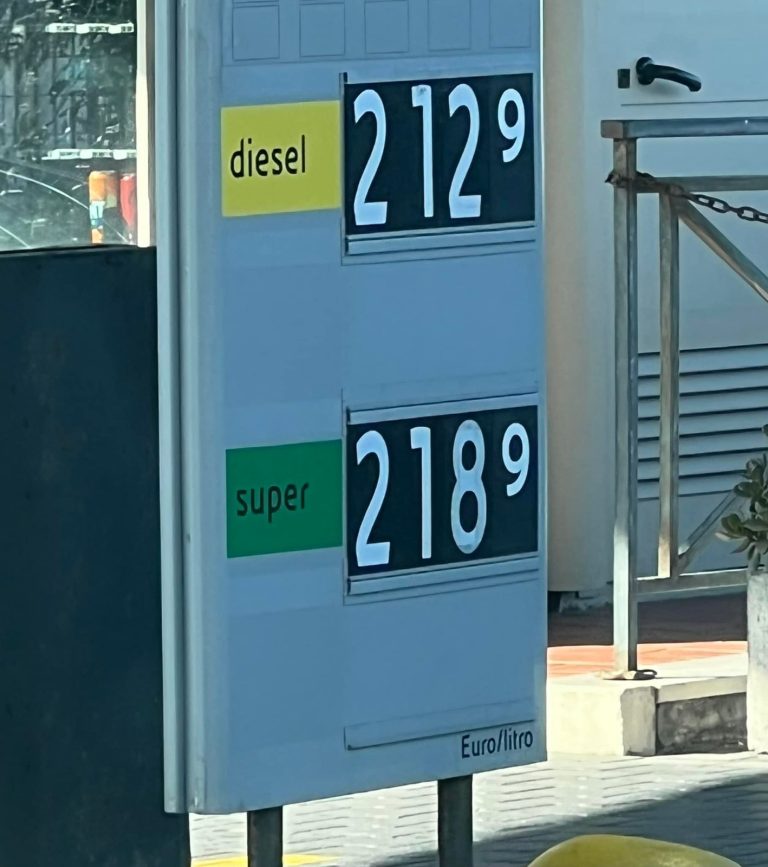 diesel 212⁹
super 218⁹
Euro/litro